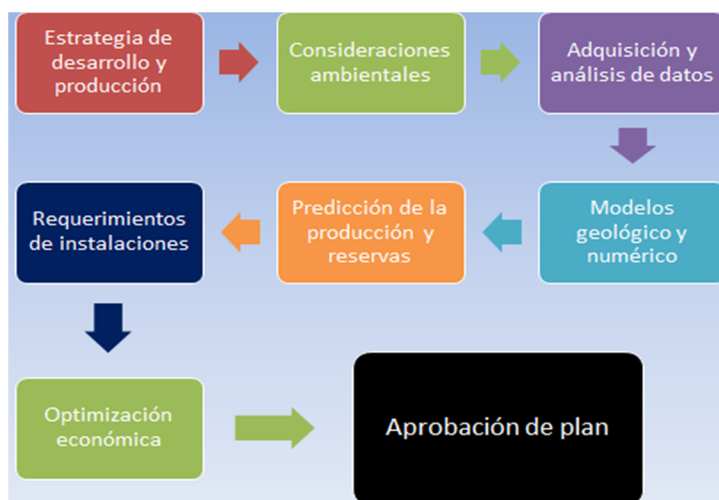 Estrategia de
desarrollo y
producción
Consideraciones
ambientales
Adquisición y
análisis de datos
Modelos
geológico y
numérico
Predicción de la
producción y
reservas
Requerimientos
de instalaciones
Optimización
económica
Aprobación de plan